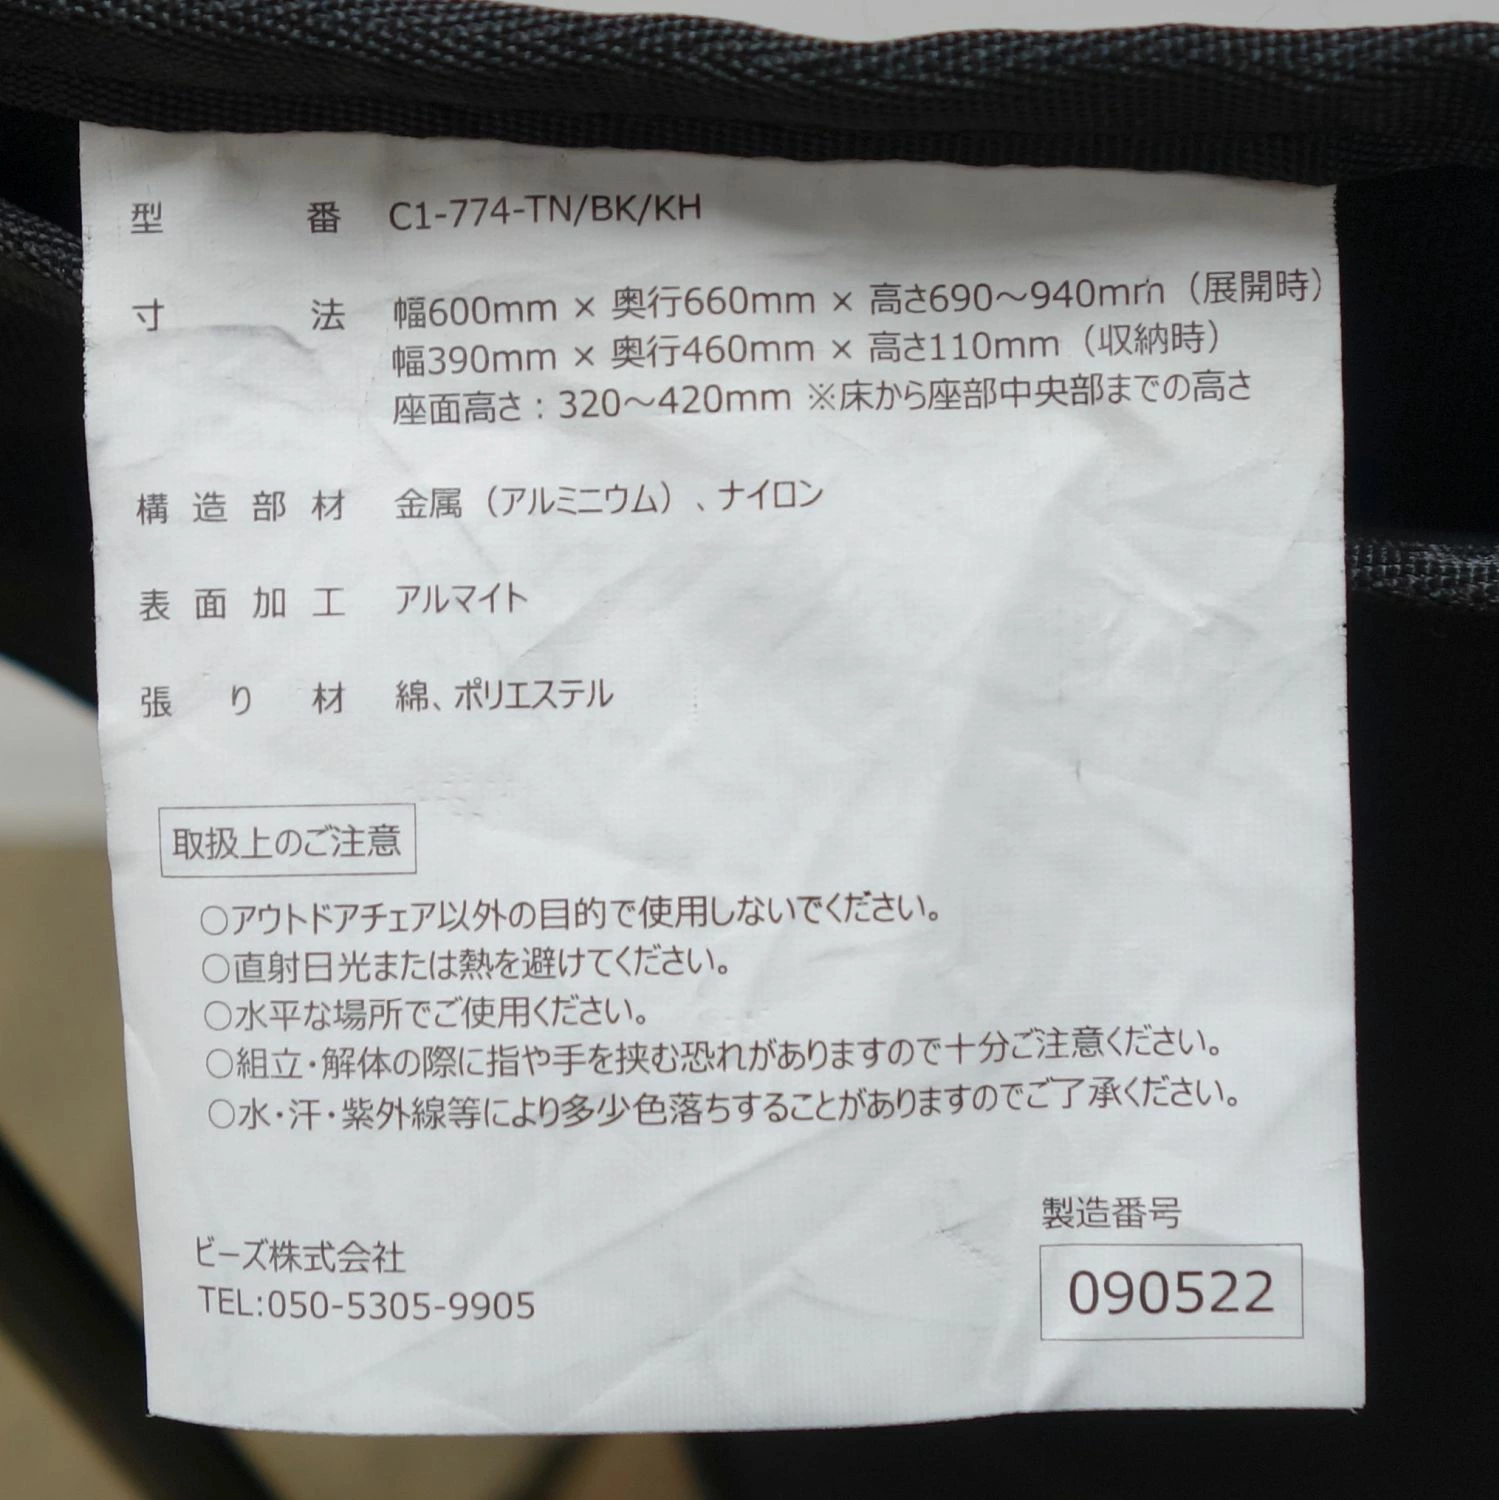 型番 C1-774-TN/BK/KH
寸法 幅600mm × 奥行660mm × 高さ690～940mm（展開時）
幅390mm × 奥行460mm × 高さ110mm（収納時）
座面高さ：320～420mm ※床から座部中央部までの高さ
構造部材 金属（アルミニウム）、ナイロン
表面加工 アルマイト
張り材 綿、ポリエステル
取扱上のご注意
○アウトドアチェア以外の目的で使用しないでください。
○直射日光または熱を避けてください。
○水平な場所でご使用ください。
○組立・解体の際に指や手を挟む恐れがありますので十分ご注意ください。
○水・汗・紫外線等により多少色落ちすることがありますのでご了承ください。
製造番号
ビーズ株式会社
090522
TEL:050-5305-9905